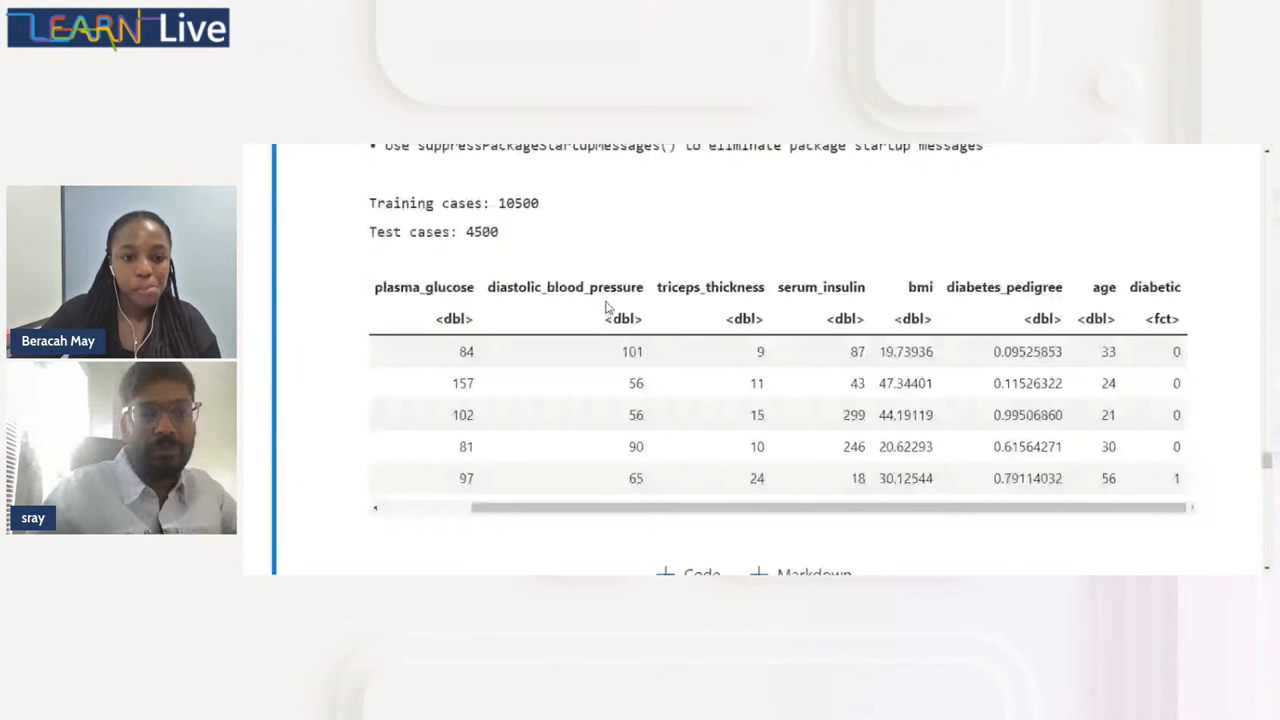 LEARN Live
• Use suppressPackageStartupMessages() to eliminate package startup messages
Training cases: 10500
Test cases: 4500
plasma_glucose diastolic_blood_pressure triceps_thickness serum_insulin bmi diabetes_pedigree age diabetic
<dbl> <dbl> <dbl> <dbl> <dbl> <dbl> <dbl> <fct>
84 101 9 87 19.73936 0.09525853 33 0
157 56 11 43 47.34401 0.11526322 24 0
102 56 15 299 44.19119 0.99506860 21 0
81 90 10 246 20.62293 0.61564271 30 0
97 65 24 18 30.12544 0.79114032 56 1
+ Code + Markdown
Beracah May
sray